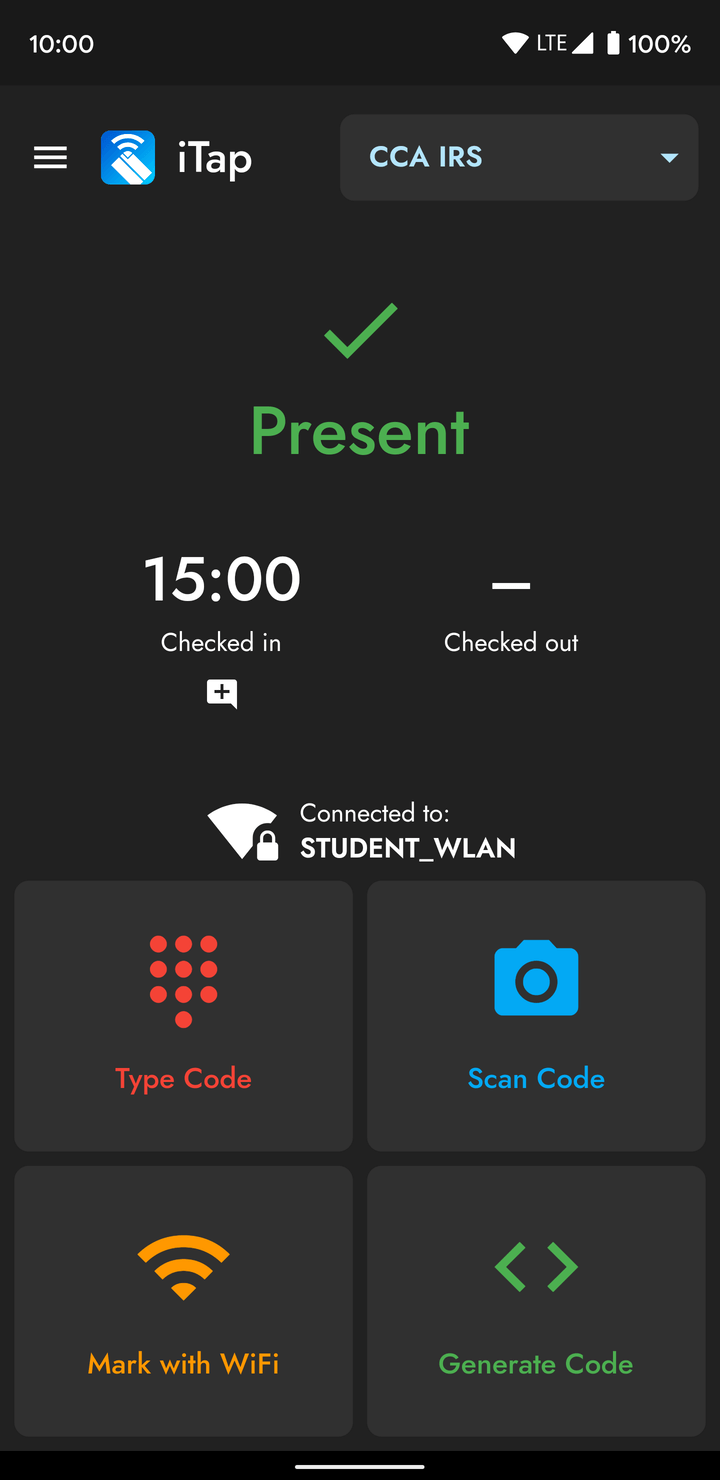 10:00 LTE 100%
iTap CCA IRS
Present
15:00 –
Checked in Checked out
Connected to:
STUDENT_WLAN
Type Code Scan Code
Mark with WiFi Generate Code